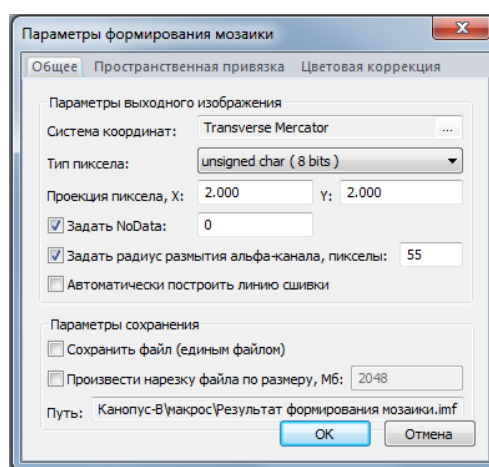 Параметры формирования мозаики
Общее Пространственная привязка Цветовая коррекция
Параметры выходного изображения
Система координат: Transverse Mercator ...
Тип пиксела: unsigned char ( 8 bits )
Проекция пиксела, X: 2.000 Y: 2.000
Задать NoData: 0
Задать радиус размытия альфа-канала, пикселы: 55
Автоматически построить линию сшивки
Параметры сохранения
Сохранить файл (единым файлом)
Произвести нарезку файла по размеру, Мб: 2048
Путь: Канопус-В\макрос\Результат формирования мозаики.imf
OK Отмена